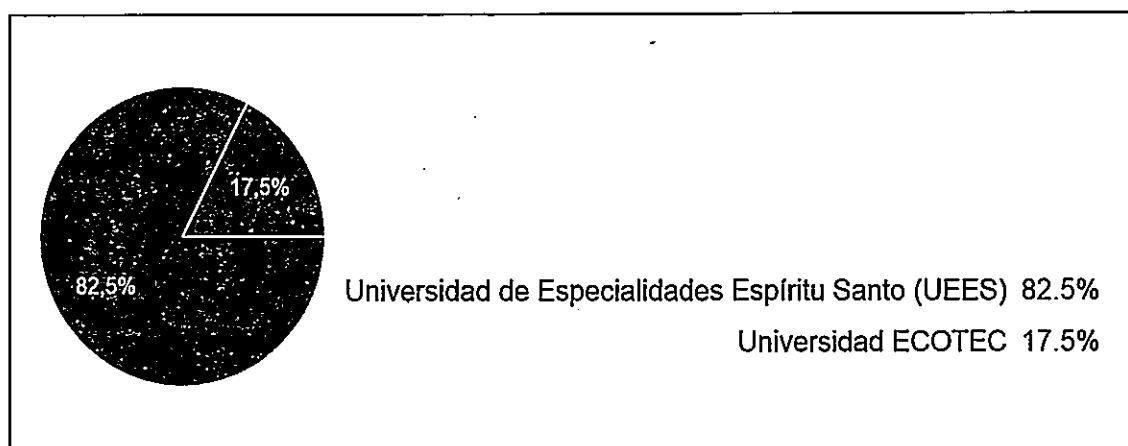 17,5%
82,5%
Universidad de Especialidades Espíritu Santo (UEES) 82.5%
Universidad ECOTEC 17.5%